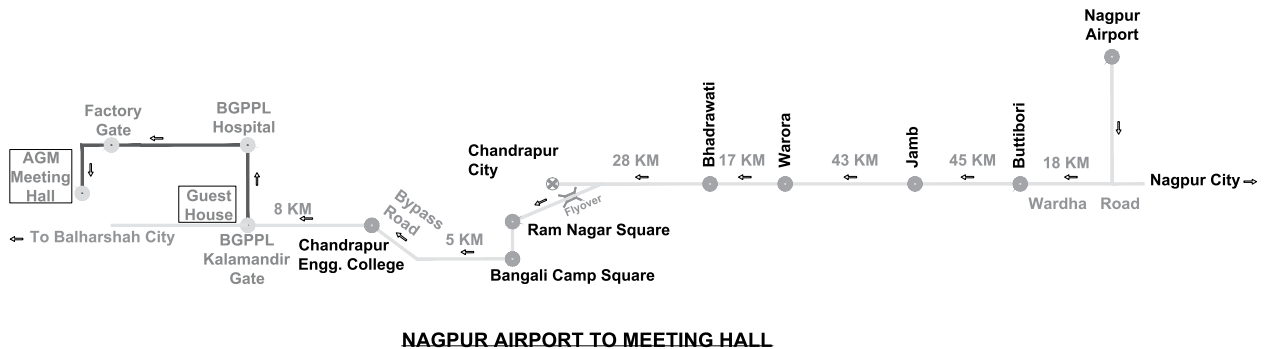 Nagpur
Airport
Factory
Gate
BGPPL
Hospital
AGM
Meeting
Hall
Guest
House
To Balharshah City
BGPPL
Kalamandir
Gate
8 KM
Chandrapur
Engg. College
Bypass
Road
5 KM
Chandrapur
City
Flyover
Ram Nagar Square
Bangali Camp Square
28 KM
Bhadrawati
17 KM
Warora
43 KM
Jamb
45 KM
Buttibori
18 KM
Wardha Road
Nagpur City
NAGPUR AIRPORT TO MEETING HALL